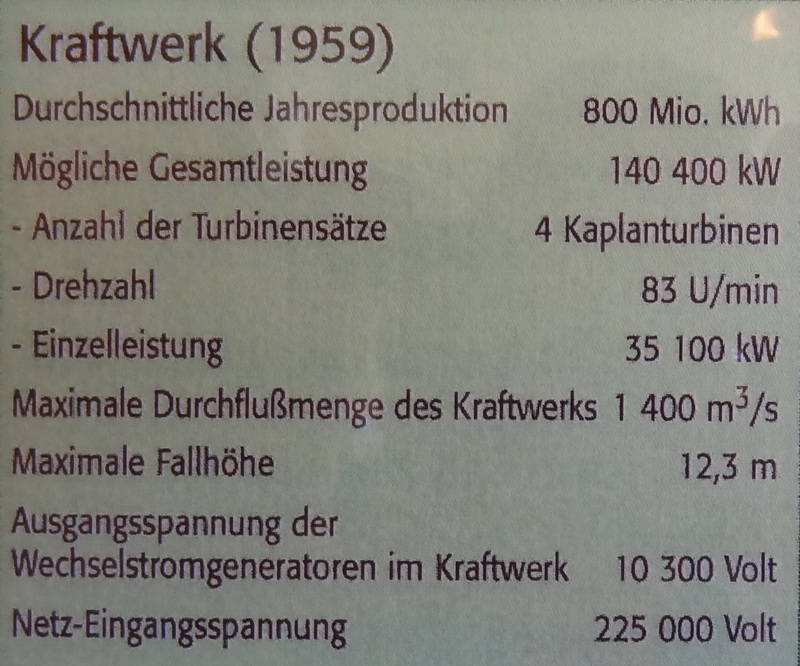 Kraftwerk (1959)
Durchschnittliche Jahresproduktion 800 Mio. kWh
Mögliche Gesamtleistung 140 400 kW
- Anzahl der Turbinensätze 4 Kaplanturbinen
- Drehzahl 83 U/min
- Einzelleistung 35 100 kW
Maximale Durchflußmenge des Kraftwerks 1 400 m³/s
Maximale Fallhöhe 12,3 m
Ausgangsspannung der
Wechselstromgeneratoren im Kraftwerk 10 300 Volt
Netz-Eingangsspannung 225 000 Volt